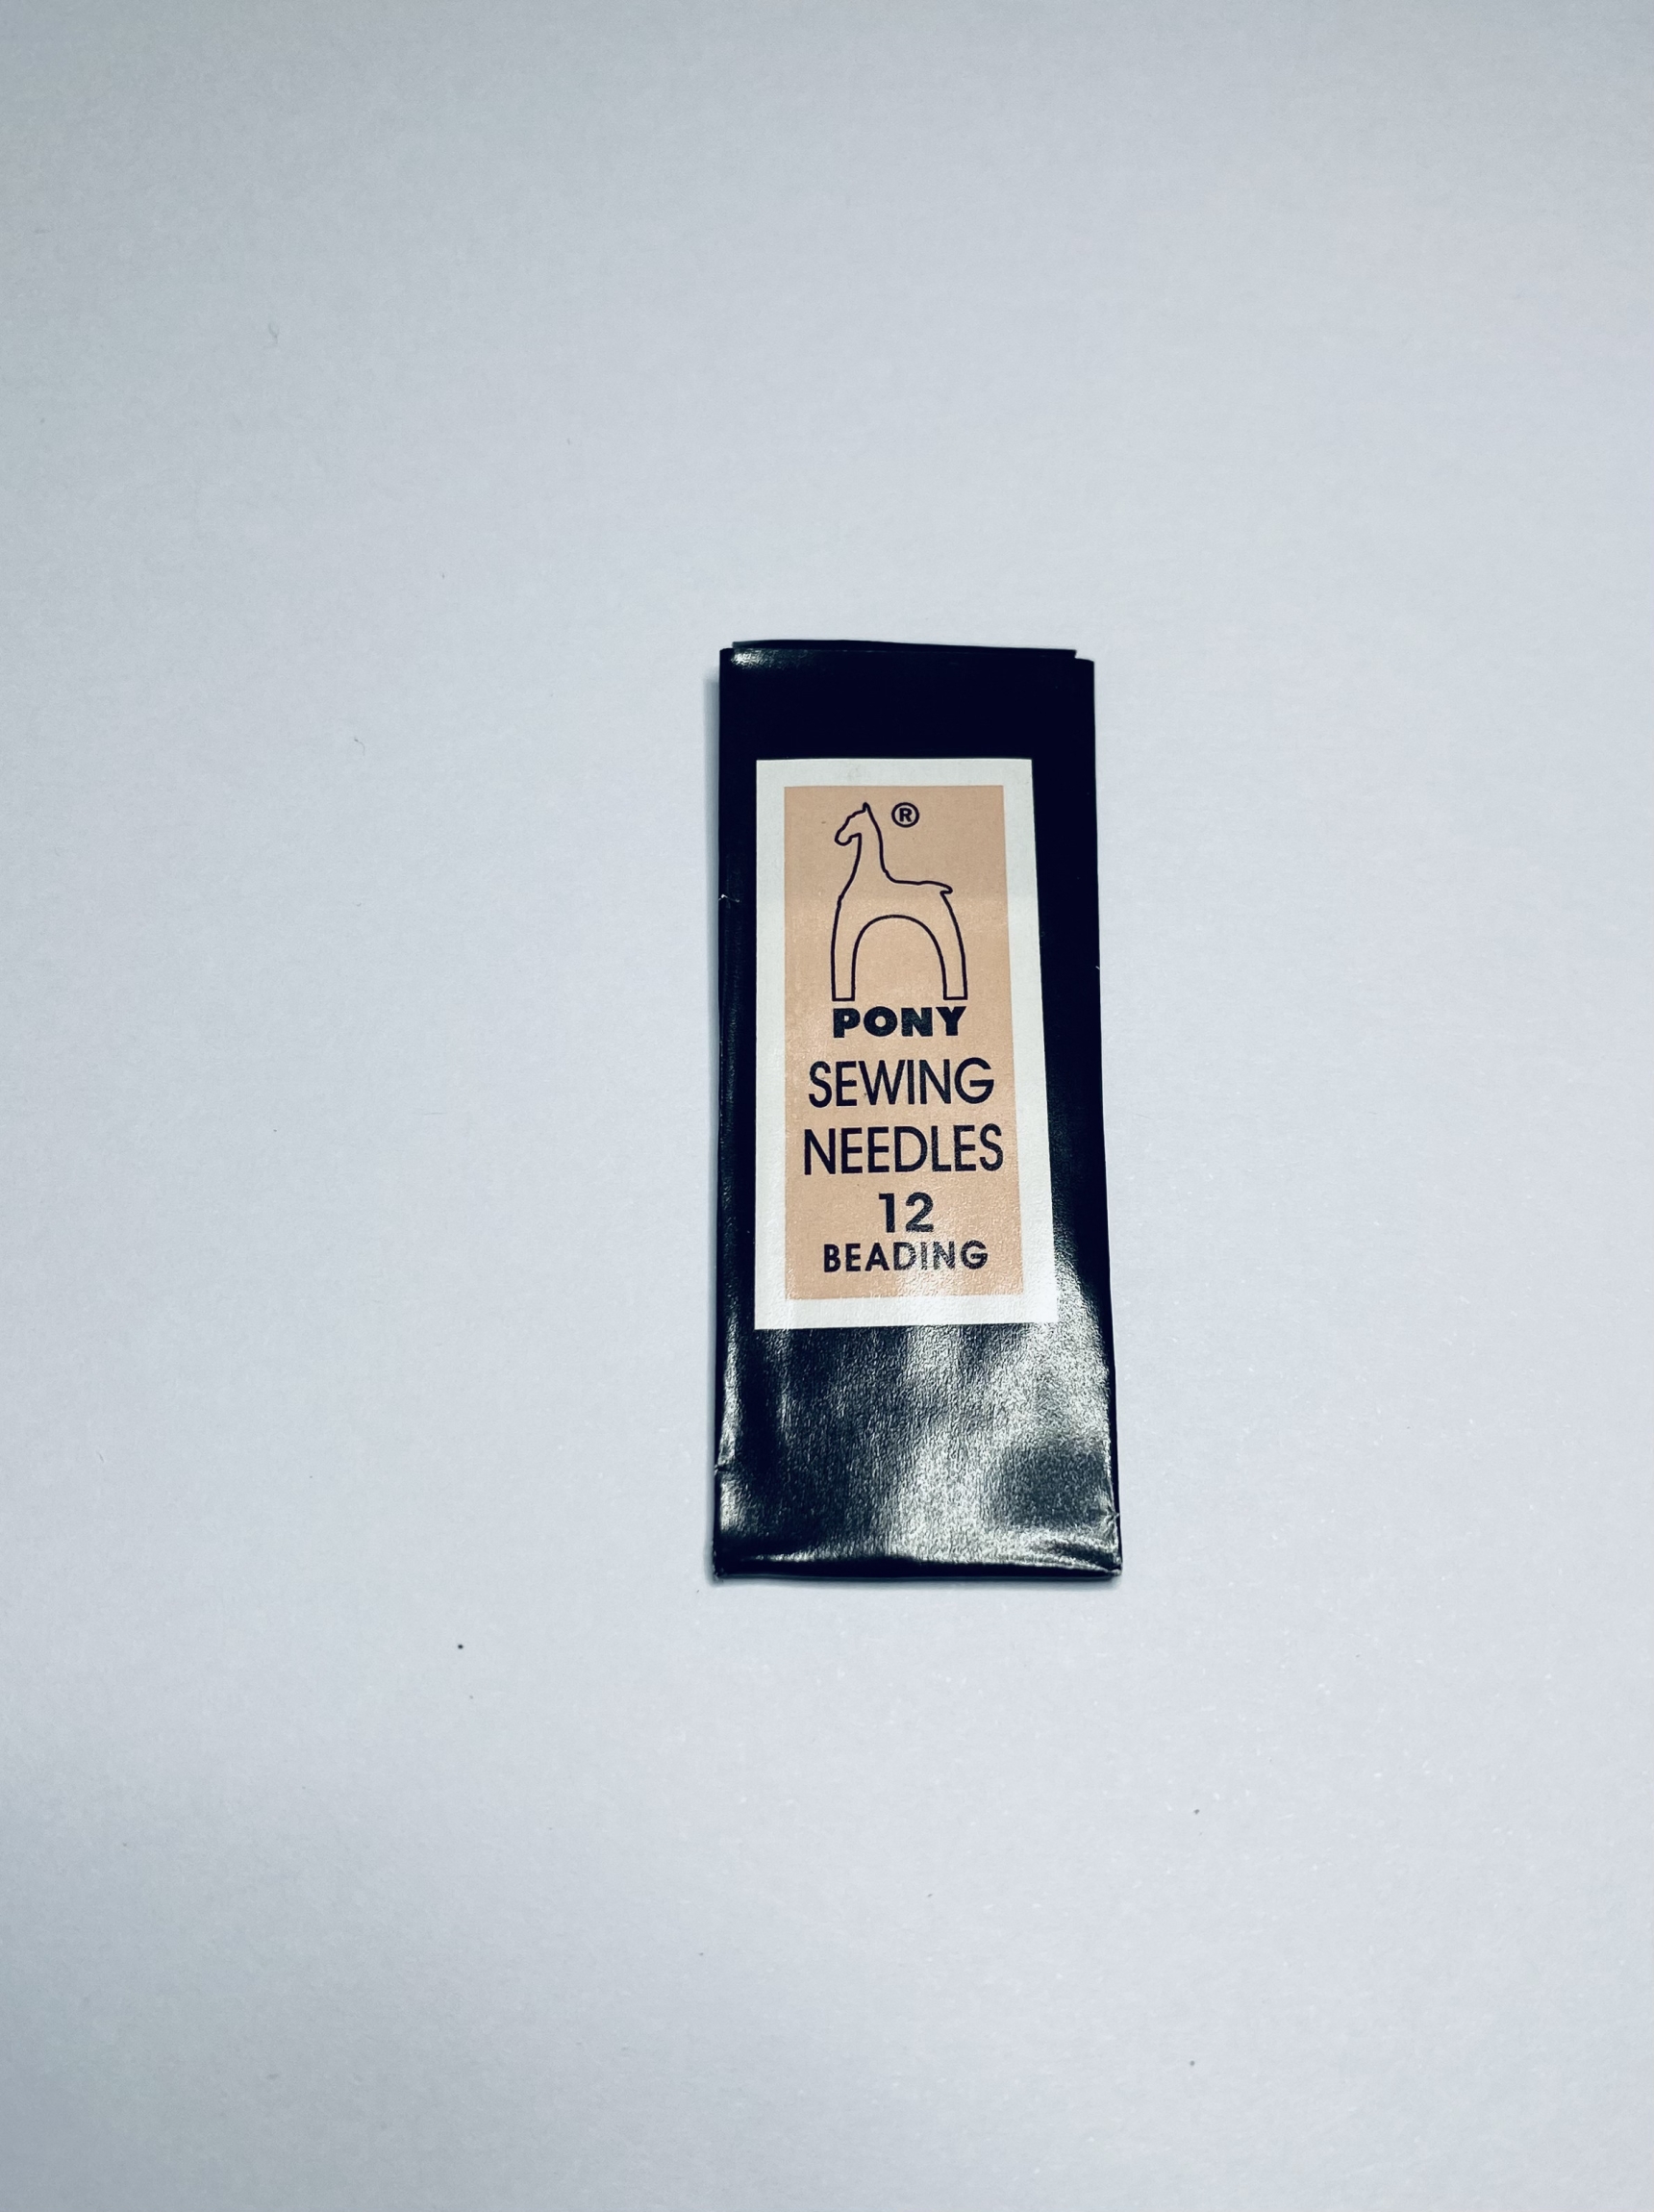 ®
PONY
SEWING
NEEDLES
12
BEADING